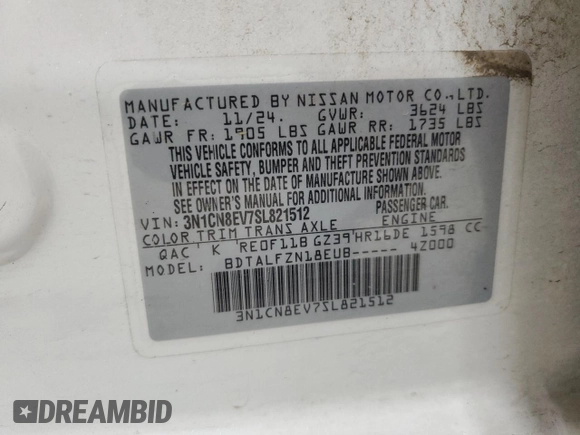 MANUFACTURED BY NISSAN MOTOR CO.,LTD.
DATE: 11/24. GVWR: 3624 LBS
GAWR FR: 1905 LBS GAWR RR: 1735 LBS
THIS VEHICLE CONFORMS TO ALL APPLICABLE FEDERAL MOTOR
VEHICLE SAFETY, BUMPER AND THEFT PREVENTION STANDARDS
IN EFFECT ON THE DATE OF MANUFACTURE SHOWN ABOVE.
SEE OWNER'S MANUAL FOR ADDITIONAL INFORMATION.
VIN: 3N1CN8EV7SL821512 PASSENGER CAR.
COLOR TRIM TRANS AXLE ENGINE
QAC K RE0F11B GZ39 HR16DE 1598 CC
MODEL: BDTALFZN18EUB----- 4Z000
3N1CN8EV7SL821512
DREAMBID